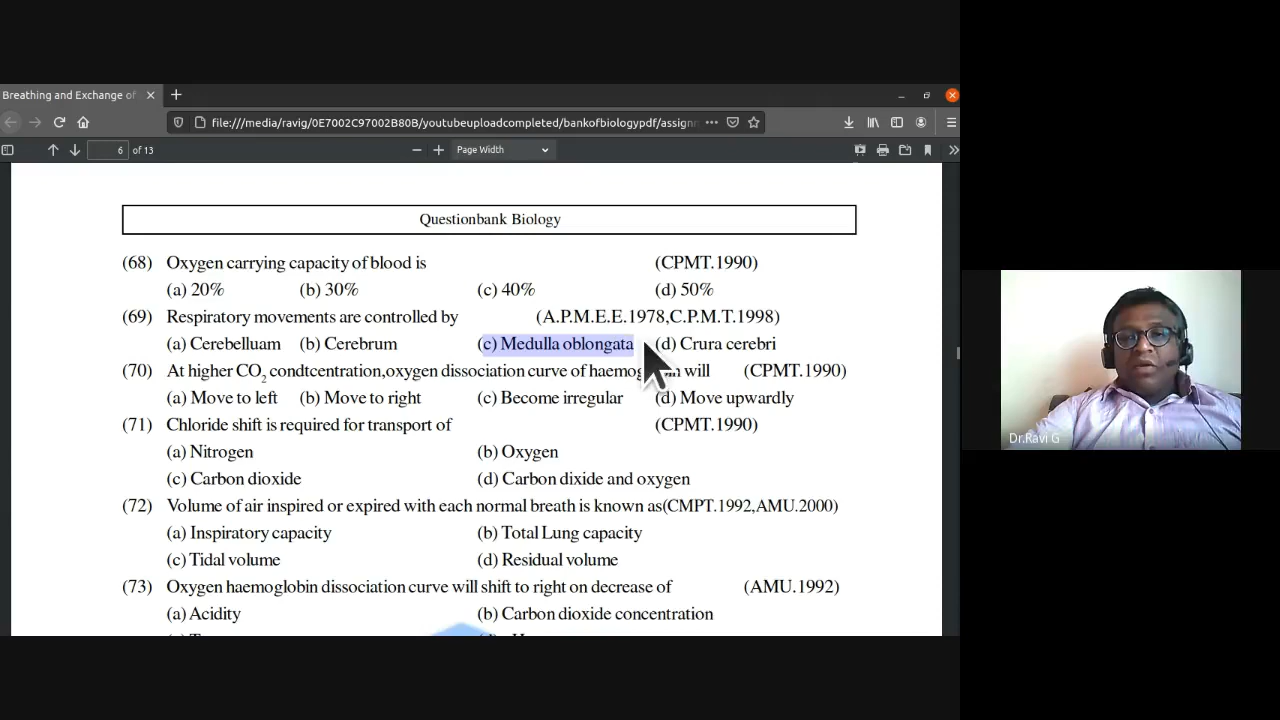 Breathing and Exchange of
file:///media/ravig/0E7002C97002B80B/youtubeuploadcompleted/bankofbiologypdf/assignn
6 of 13
Page Width
Questionbank Biology
(68) Oxygen carrying capacity of blood is (CPMT.1990)
(a) 20% (b) 30% (c) 40% (d) 50%
(69) Respiratory movements are controlled by (A.P.M.E.E.1978,C.P.M.T.1998)
(a) Cerebelluam (b) Cerebrum (c) Medulla oblongata (d) Crura cerebri
(70) At higher CO2 condtcentration,oxygen dissociation curve of haemog in will (CPMT.1990)
(a) Move to left (b) Move to right (c) Become irregular (d) Move upwardly
(71) Chloride shift is required for transport of (CPMT.1990)
(a) Nitrogen (b) Oxygen
(c) Carbon dioxide (d) Carbon dixide and oxygen
(72) Volume of air inspired or expired with each normal breath is known as(CMPT.1992,AMU.2000)
(a) Inspiratory capacity (b) Total Lung capacity
(c) Tidal volume (d) Residual volume
(73) Oxygen haemoglobin dissociation curve will shift to right on decrease of (AMU.1992)
(a) Acidity (b) Carbon dioxide concentration
Dr.Ravi G